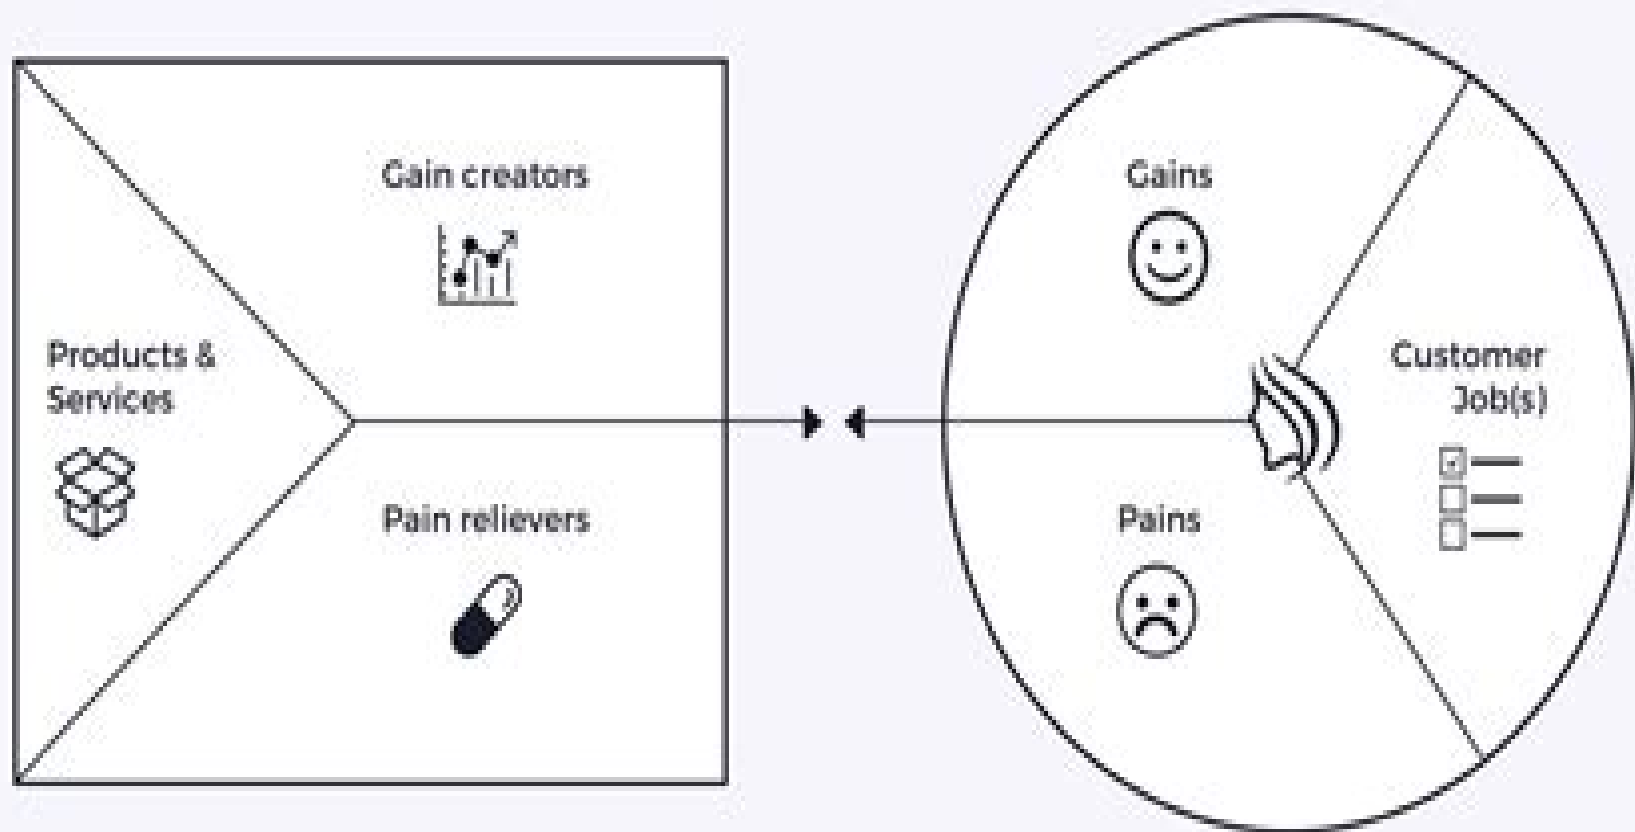 Gain creators
Products &
Services
Pain relievers
Gains
Customer
Job(s)
Pains